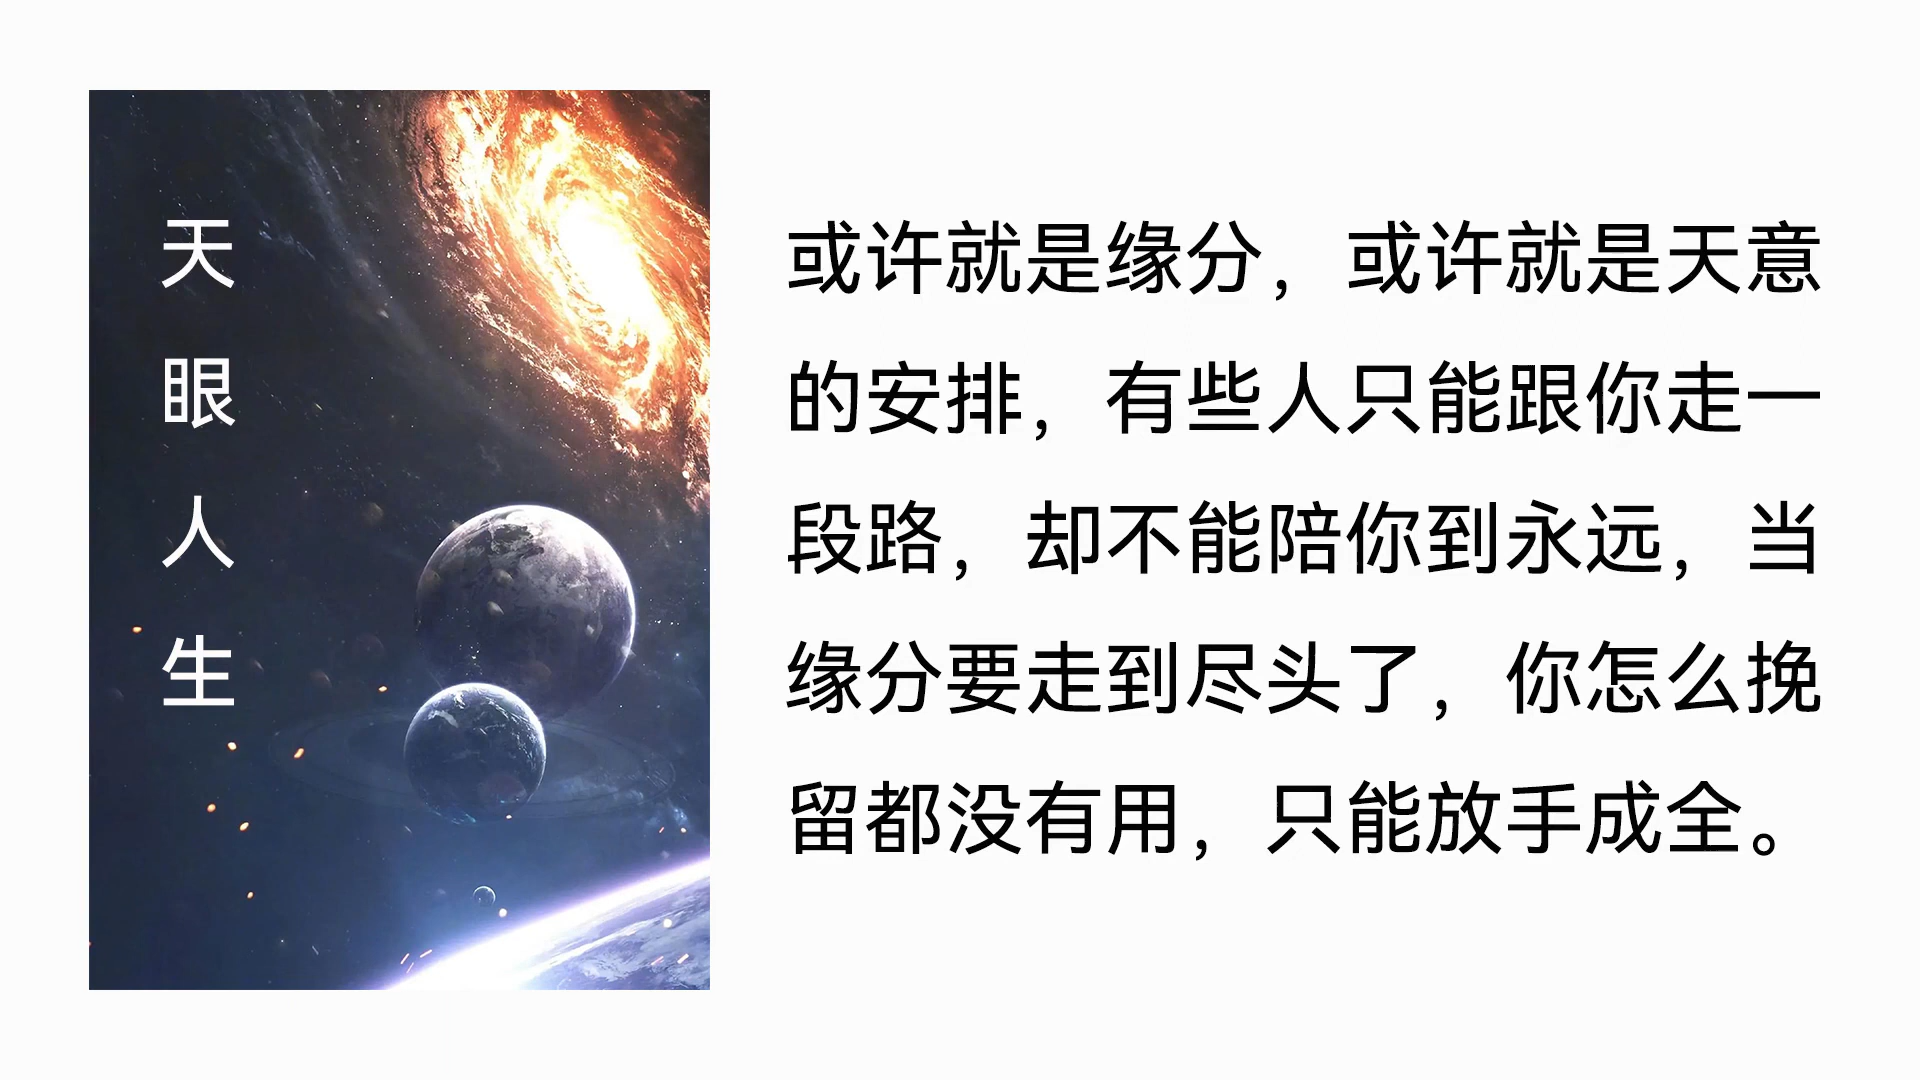 天眼人生
或许就是缘分，或许就是天意
的安排，有些人只能跟你走一
段路，却不能陪你到永远，当
缘分要走到尽头了，你怎么挽
留都没有用，只能放手成全。